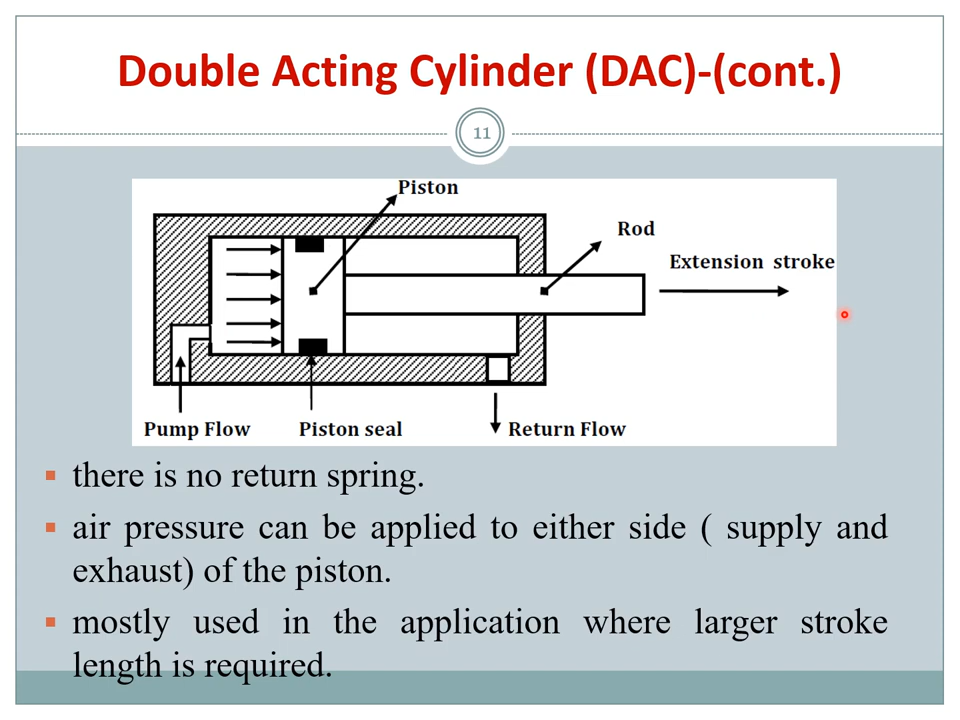 Double Acting Cylinder (DAC)-(cont.)
11
Piston
Rod
Extension stroke
Pump Flow
Piston seal
Return Flow
▪ there is no return spring.
▪ air pressure can be applied to either side ( supply and
exhaust) of the piston.
▪ mostly used in the application where larger stroke
length is required.